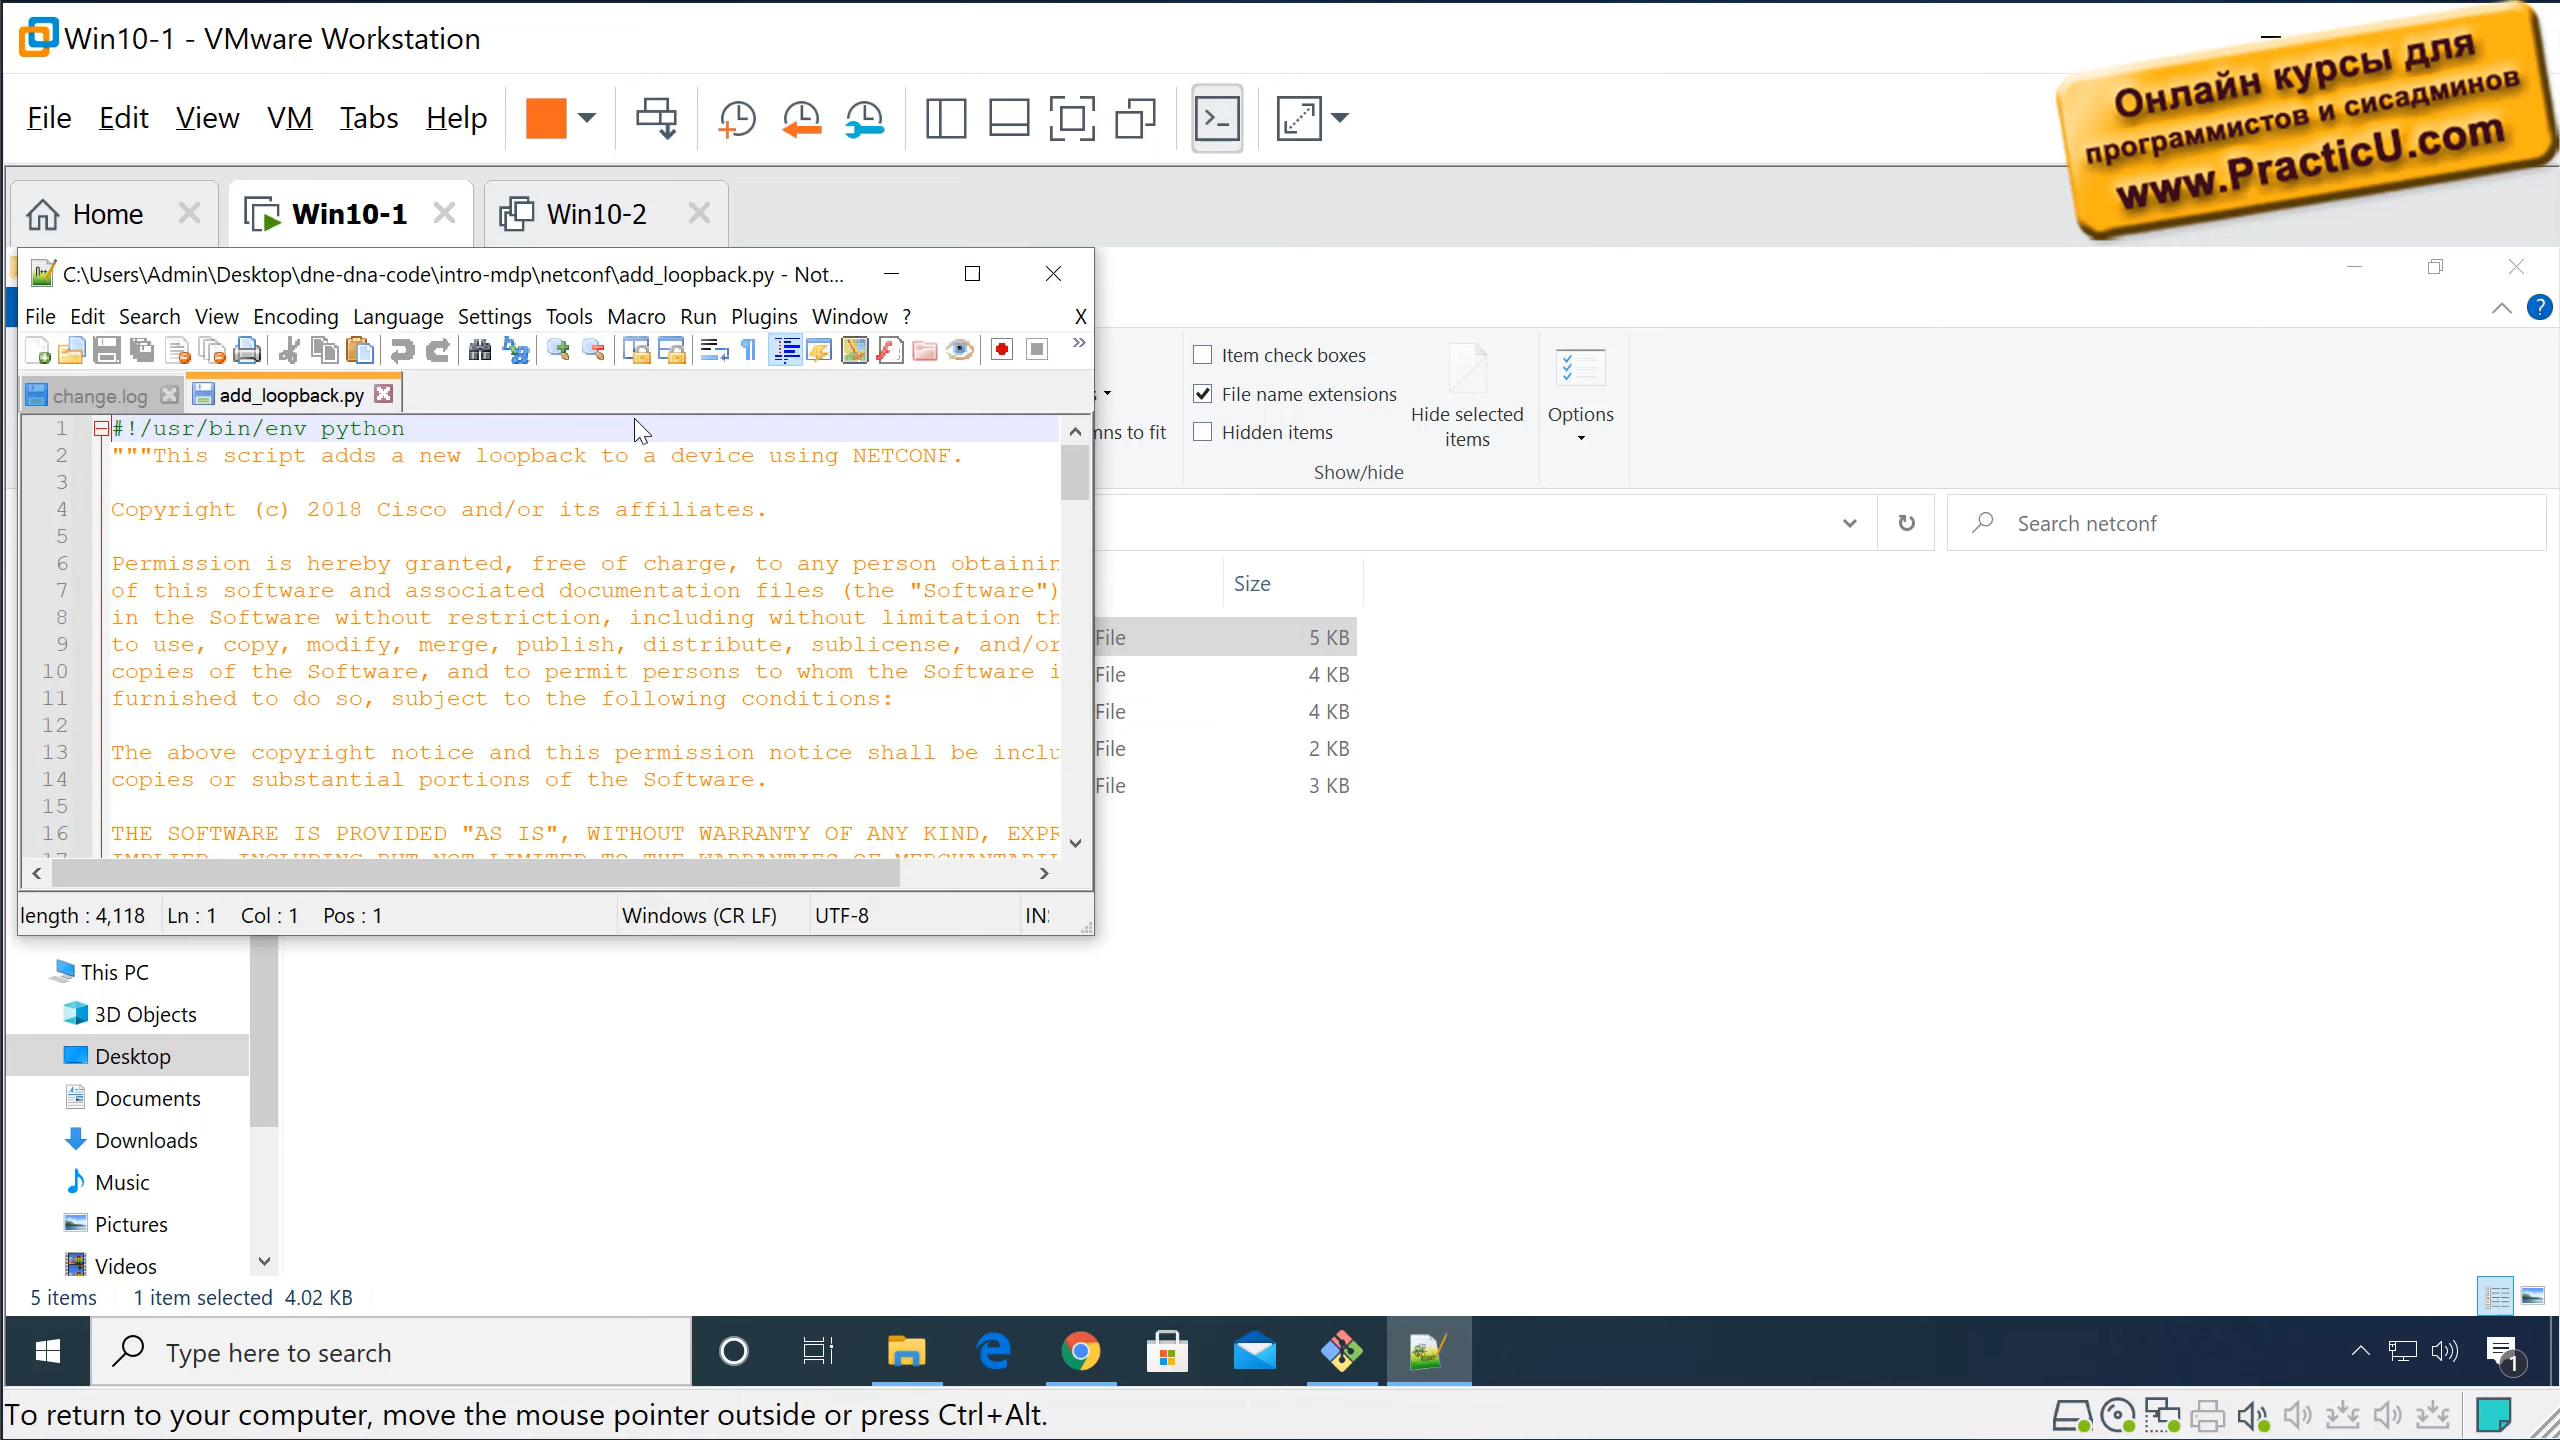 Win10-1 - VMware Workstation
Онлайн курсы для
программистов и сисадминов
www.PracticU.com
File Edit View VM Tabs Help
Home Win10-1 Win10-2
C:\Users\Admin\Desktop\dne-dna-code\intro-mdp\netconf\add_loopback.py - Not...
File Edit Search View Encoding Language Settings Tools Macro Run Plugins Window ? X
change.log add_loopback.py
1 #!/usr/bin/env python
2 """This script adds a new loopback to a device using NETCONF.
3
4 Copyright (c) 2018 Cisco and/or its affiliates.
5
6 Permission is hereby granted, free of charge, to any person obtainin
7 of this software and associated documentation files (the "Software")
8 in the Software without restriction, including without limitation th
9 to use, copy, modify, merge, publish, distribute, sublicense, and/or
10 copies of the Software, and to permit persons to whom the Software i
11 furnished to do so, subject to the following conditions:
12
13 The above copyright notice and this permission notice shall be inclu
14 copies or substantial portions of the Software.
15
16 THE SOFTWARE IS PROVIDED "AS IS", WITHOUT WARRANTY OF ANY KIND, EXPR
length : 4,118 Ln : 1 Col : 1 Pos : 1 Windows (CR LF) UTF-8 IN
Item check boxes
File name extensions
Hidden items
Hide selected
items
Options
mns to fit
Show/hide
Search netconf
Size
File 5 KB
File 4 KB
File 4 KB
File 2 KB
File 3 KB
This PC
3D Objects
Desktop
Documents
Downloads
Music
Pictures
Videos
5 items 1 item selected 4.02 KB
Type here to search
1
To return to your computer, move the mouse pointer outside or press Ctrl+Alt.